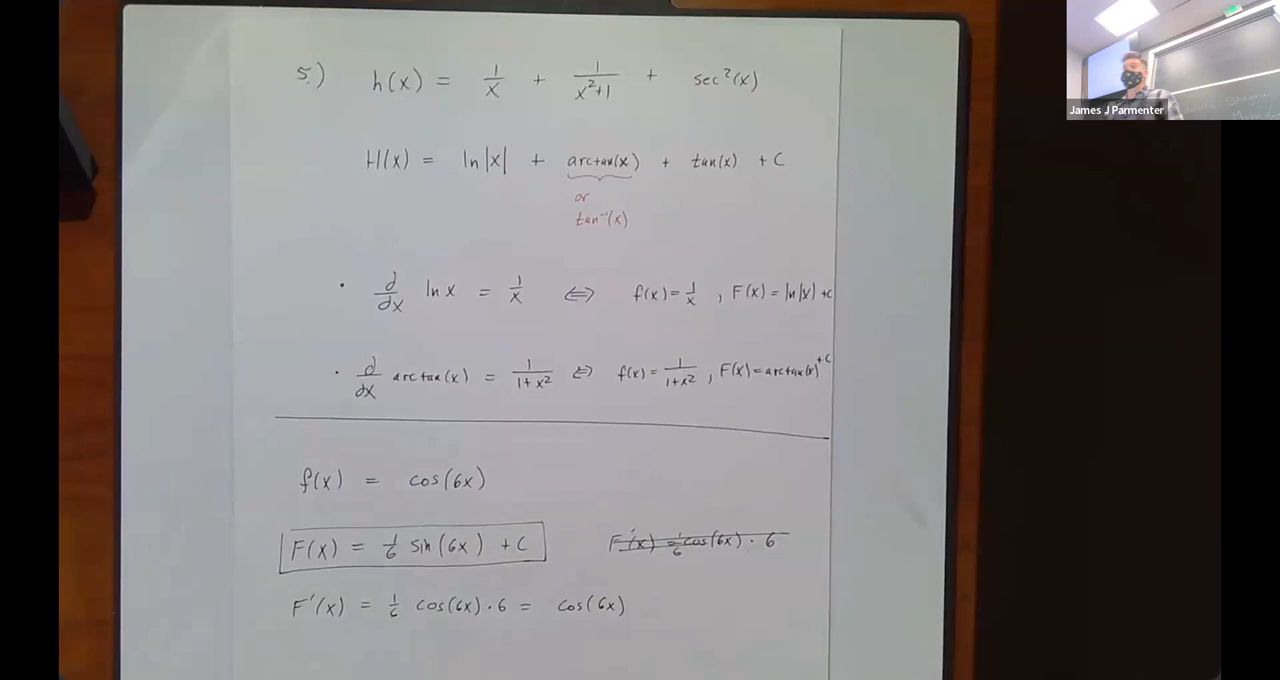 5.) h(x) = 1/x + 1/(x²+1) + sec²(x)
H(x) = ln|x| + arctan(x) + tan(x) + C
or
tan⁻¹(x)
· d/dx ln x = 1/x ⇔ f(x) = 1/x , F(x) = ln|x| + C
· d/dx arctan(x) = 1/(1+x²) ⇔ f(x) = 1/(1+x²) , F(x) = arctan(x) + C
f(x) = cos(6x)
F(x) = 1/6 sin(6x) + C F'(x) = 1/6 cos(6x) · 6
F'(x) = 1/6 cos(6x) · 6 = cos(6x)
James J Parmenter